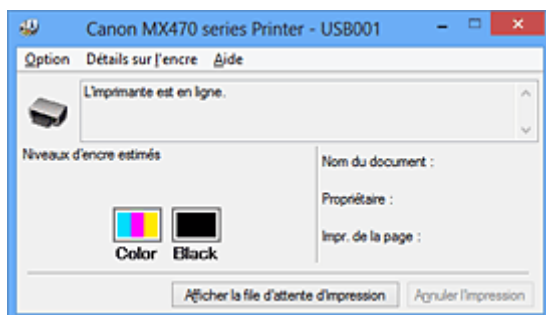 Canon MX470 series Printer - USB001
Option Détails sur l'encre Aide
L'imprimante est en ligne.
Niveaux d'encre estimés
Nom du document :
Propriétaire :
Impr. de la page :
Color Black
Afficher la file d'attente d'impression Annuler l'impression